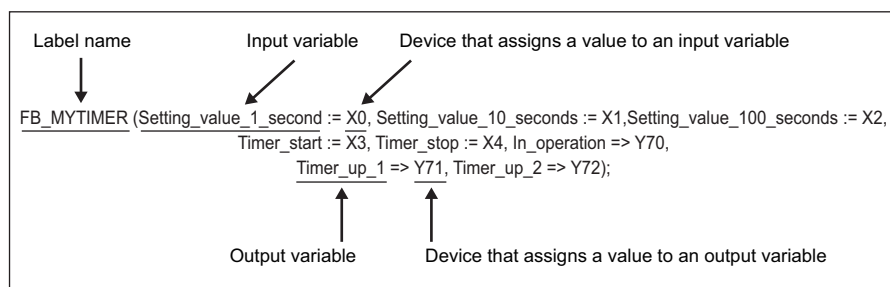 Label name Input variable Device that assigns a value to an input variable
FB_MYTIMER (Setting_value_1_second := X0, Setting_value_10_seconds := X1,Setting_value_100_seconds := X2,
Timer_start := X3, Timer_stop := X4, In_operation => Y70,
Timer_up_1 => Y71, Timer_up_2 => Y72);
Output variable Device that assigns a value to an output variable